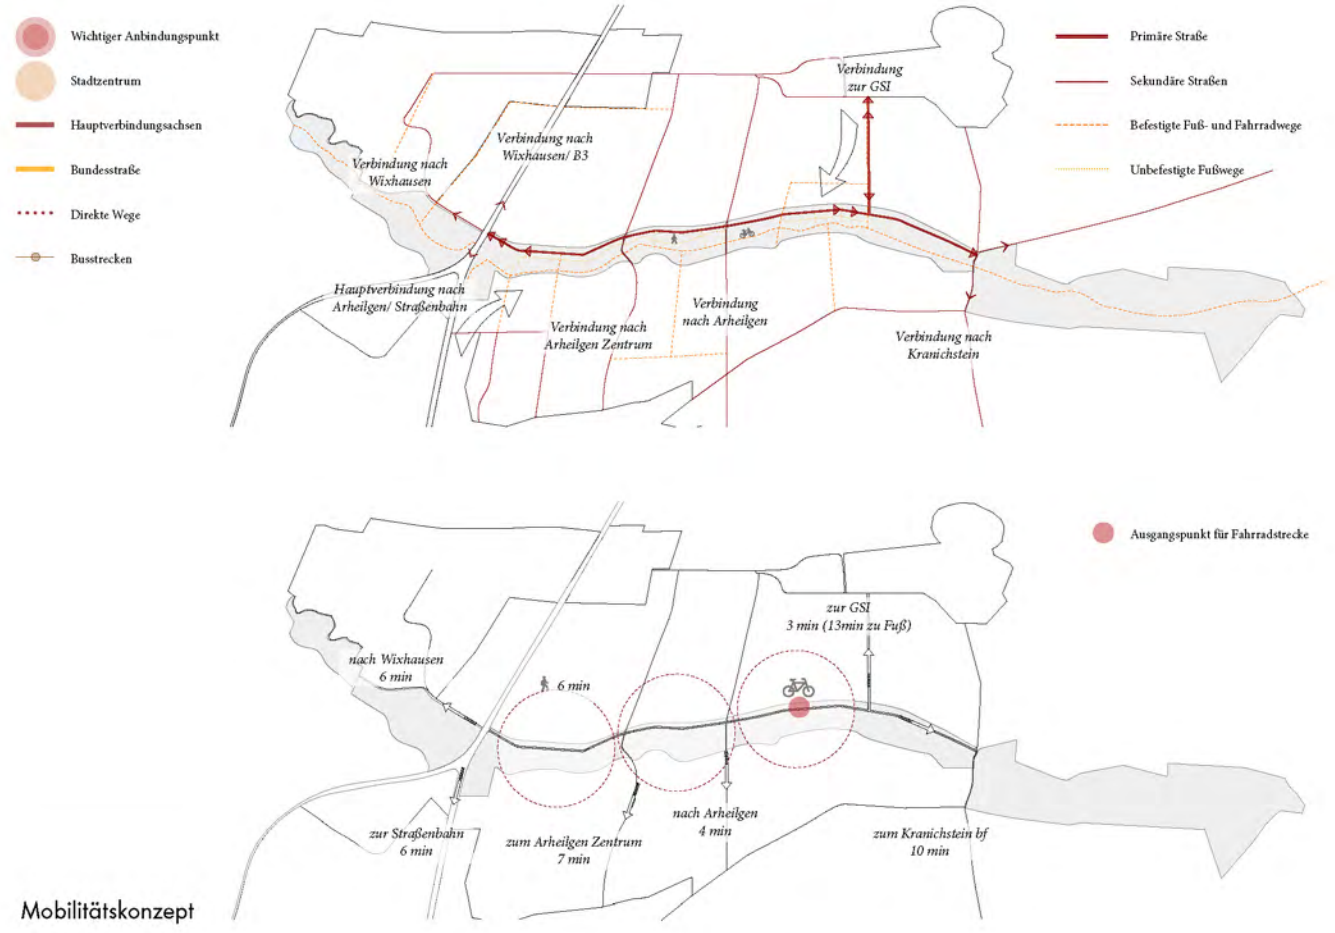 Wichtiger Anbindungspunkt
Stadtzentrum
Hauptverbindungsachsen
Bundesstraße
Direkte Wege
Busstrecken
Verbindung
zur GSI
Verbindung nach
Wixhausen/ B3
Verbindung nach
Wixhausen
Hauptverbindung nach
Arheilgen/ Straßenbahn
Verbindung nach
Arheilgen Zentrum
Verbindung
nach Arheilgen
Verbindung nach
Kranichstein
Primäre Straße
Sekundäre Straßen
Befestigte Fuß- und Fahrradwege
Unbefestigte Fußwege
Ausgangspunkt für Fahrradstrecke
zur GSI
3 min (13min zu Fuß)
nach Wixhausen
6 min
6 min
zur Straßenbahn
6 min
zum Arheilgen Zentrum
7 min
nach Arheilgen
4 min
zum Kranichstein bf
10 min
Mobilitätskonzept